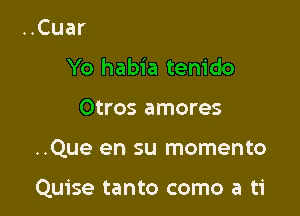 ..Cuar
Yo habia tenido
Otros amores
..Que en su momento
Quise tanto como a ti